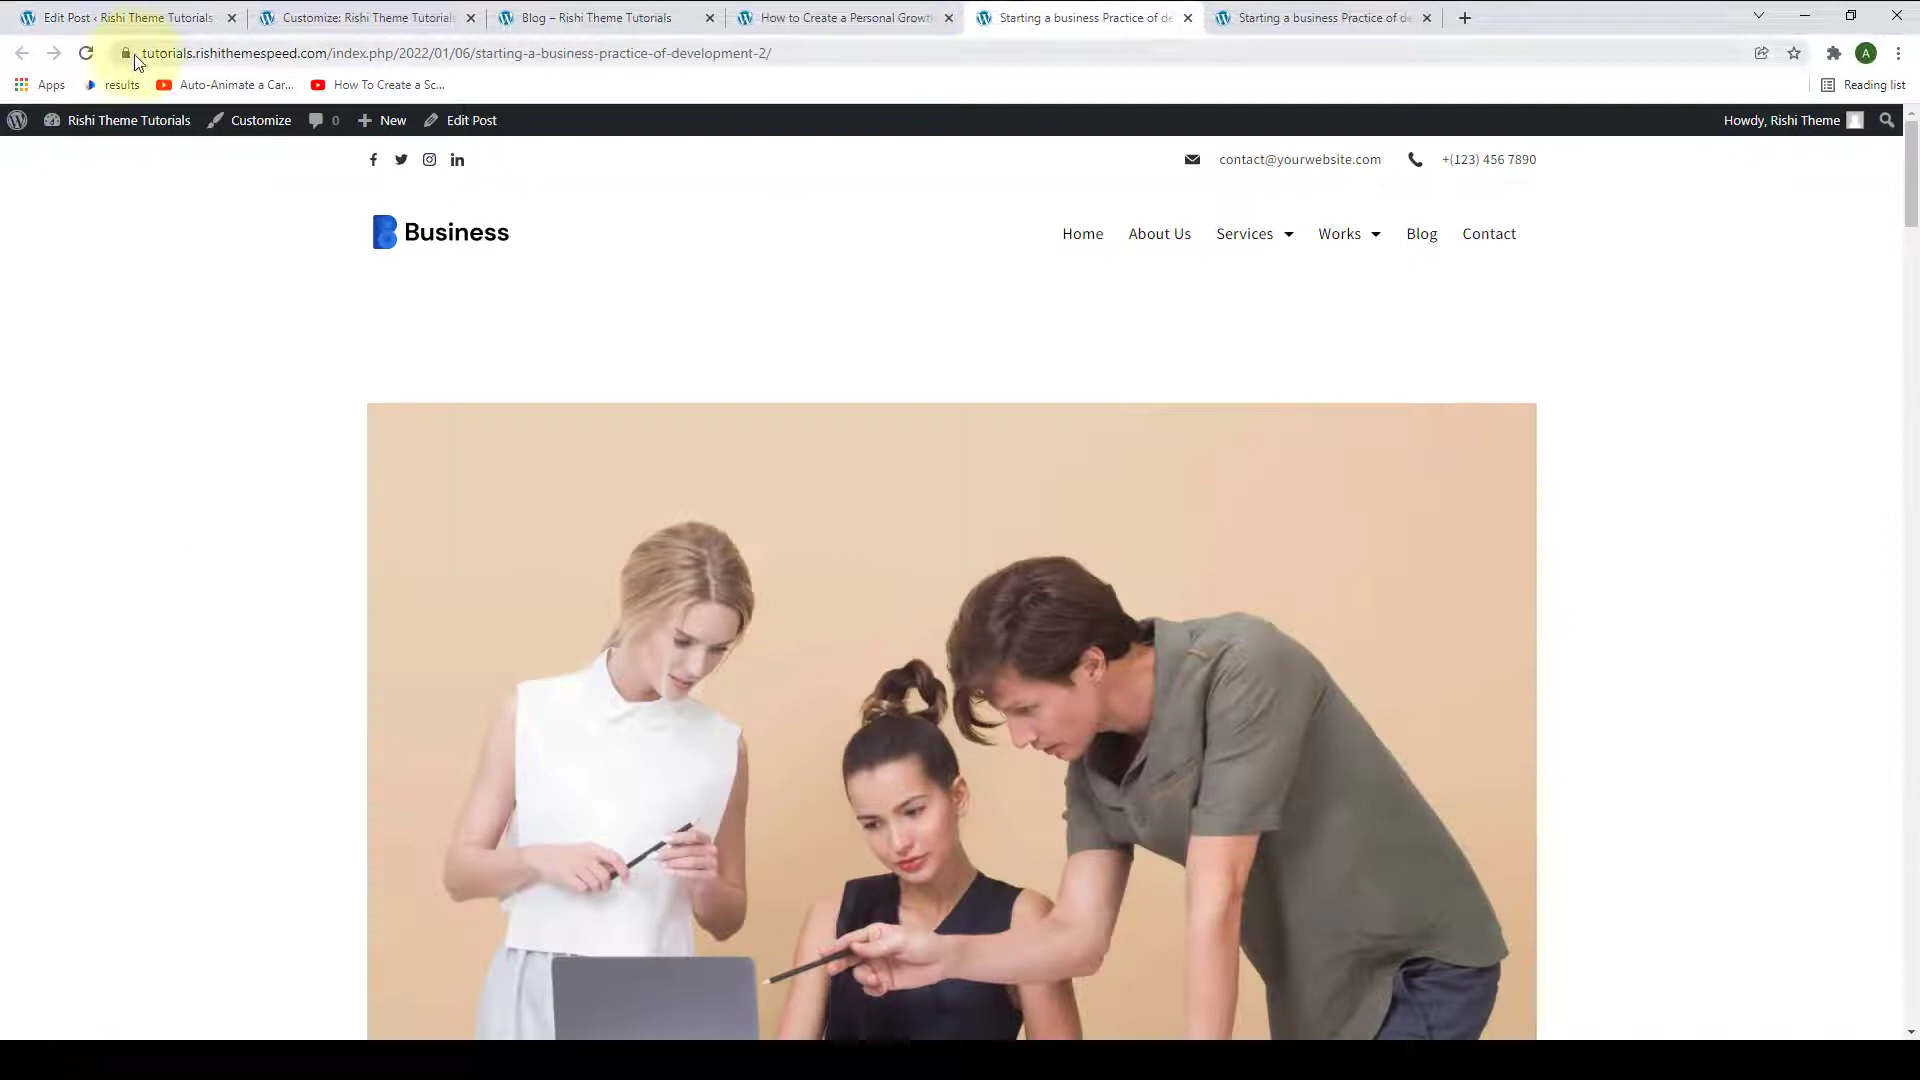 Edit Post ‹ Rishi Theme Tutorials
Customize: Rishi Theme Tutorial
Blog – Rishi Theme Tutorials
How to Create a Personal Growth
Starting a business Practice of de
Starting a business Practice of de
tutorials.rishithemespeed.com/index.php/2022/01/06/starting-a-business-practice-of-development-2/
A
Apps
results
Auto-Animate a Car...
How To Create a Sc...
Reading list
Rishi Theme Tutorials
Customize
0
New
Edit Post
Howdy, Rishi Theme
contact@yourwebsite.com
+(123) 456 7890
Business
Home
About Us
Services
Works
Blog
Contact